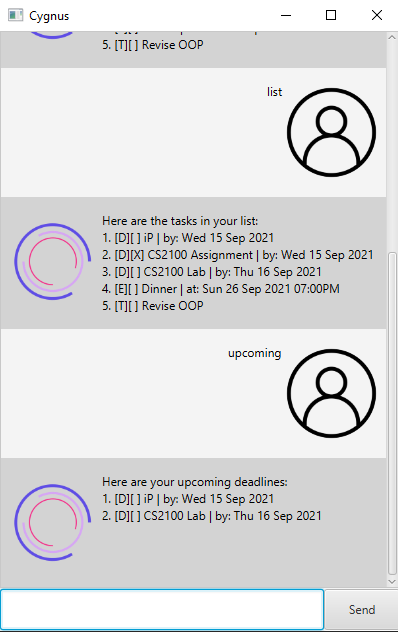 Cygnus
5. [T][ ] Revise OOP
list
Here are the tasks in your list:
1. [D][ ] iP | by: Wed 15 Sep 2021
2. [D][X] CS2100 Assignment | by: Wed 15 Sep 2021
3. [D][ ] CS2100 Lab | by: Thu 16 Sep 2021
4. [E][ ] Dinner | at: Sun 26 Sep 2021 07:00PM
5. [T][ ] Revise OOP
upcoming
Here are your upcoming deadlines:
1. [D][ ] iP | by: Wed 15 Sep 2021
2. [D][ ] CS2100 Lab | by: Thu 16 Sep 2021
Send